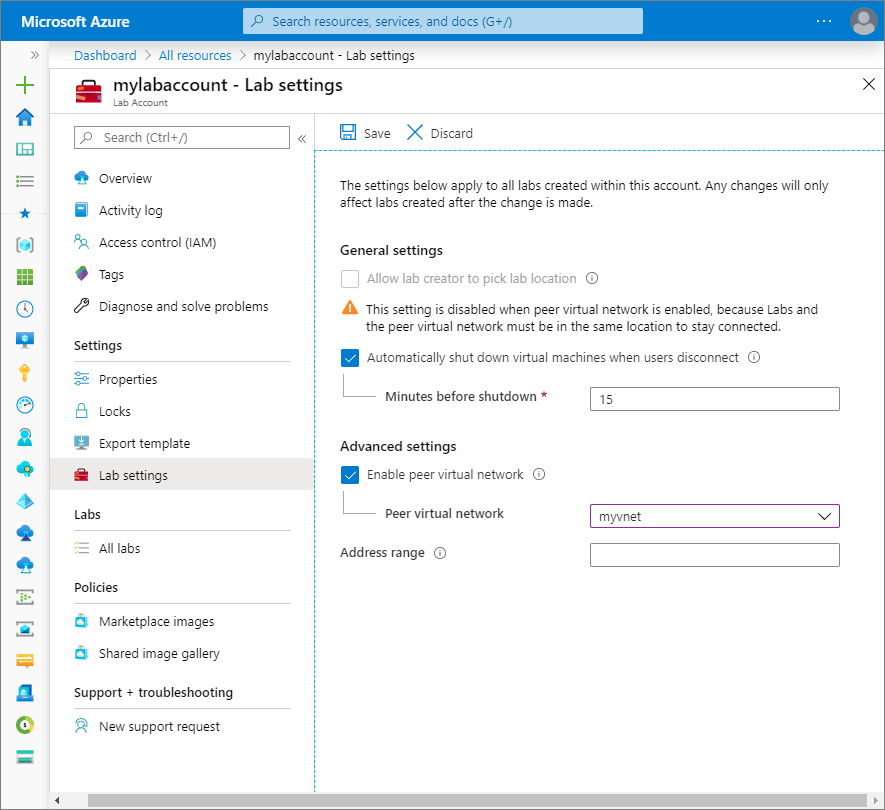 Microsoft Azure
Search resources, services, and docs (G+/)
Dashboard > All resources > mylabaccount - Lab settings
mylabaccount - Lab settings
Lab Account
Search (Ctrl+/)
Overview
Activity log
Access control (IAM)
Tags
Diagnose and solve problems
Settings
Properties
Locks
Export template
Lab settings
Labs
All labs
Policies
Marketplace images
Shared image gallery
Support + troubleshooting
New support request
Save
Discard
The settings below apply to all labs created within this account. Any changes will only
affect labs created after the change is made.
General settings
Allow lab creator to pick lab location
This setting is disabled when peer virtual network is enabled, because Labs and
the peer virtual network must be in the same location to stay connected.
Automatically shut down virtual machines when users disconnect
Minutes before shutdown *
15
Advanced settings
Enable peer virtual network
Peer virtual network
myvnet
Address range